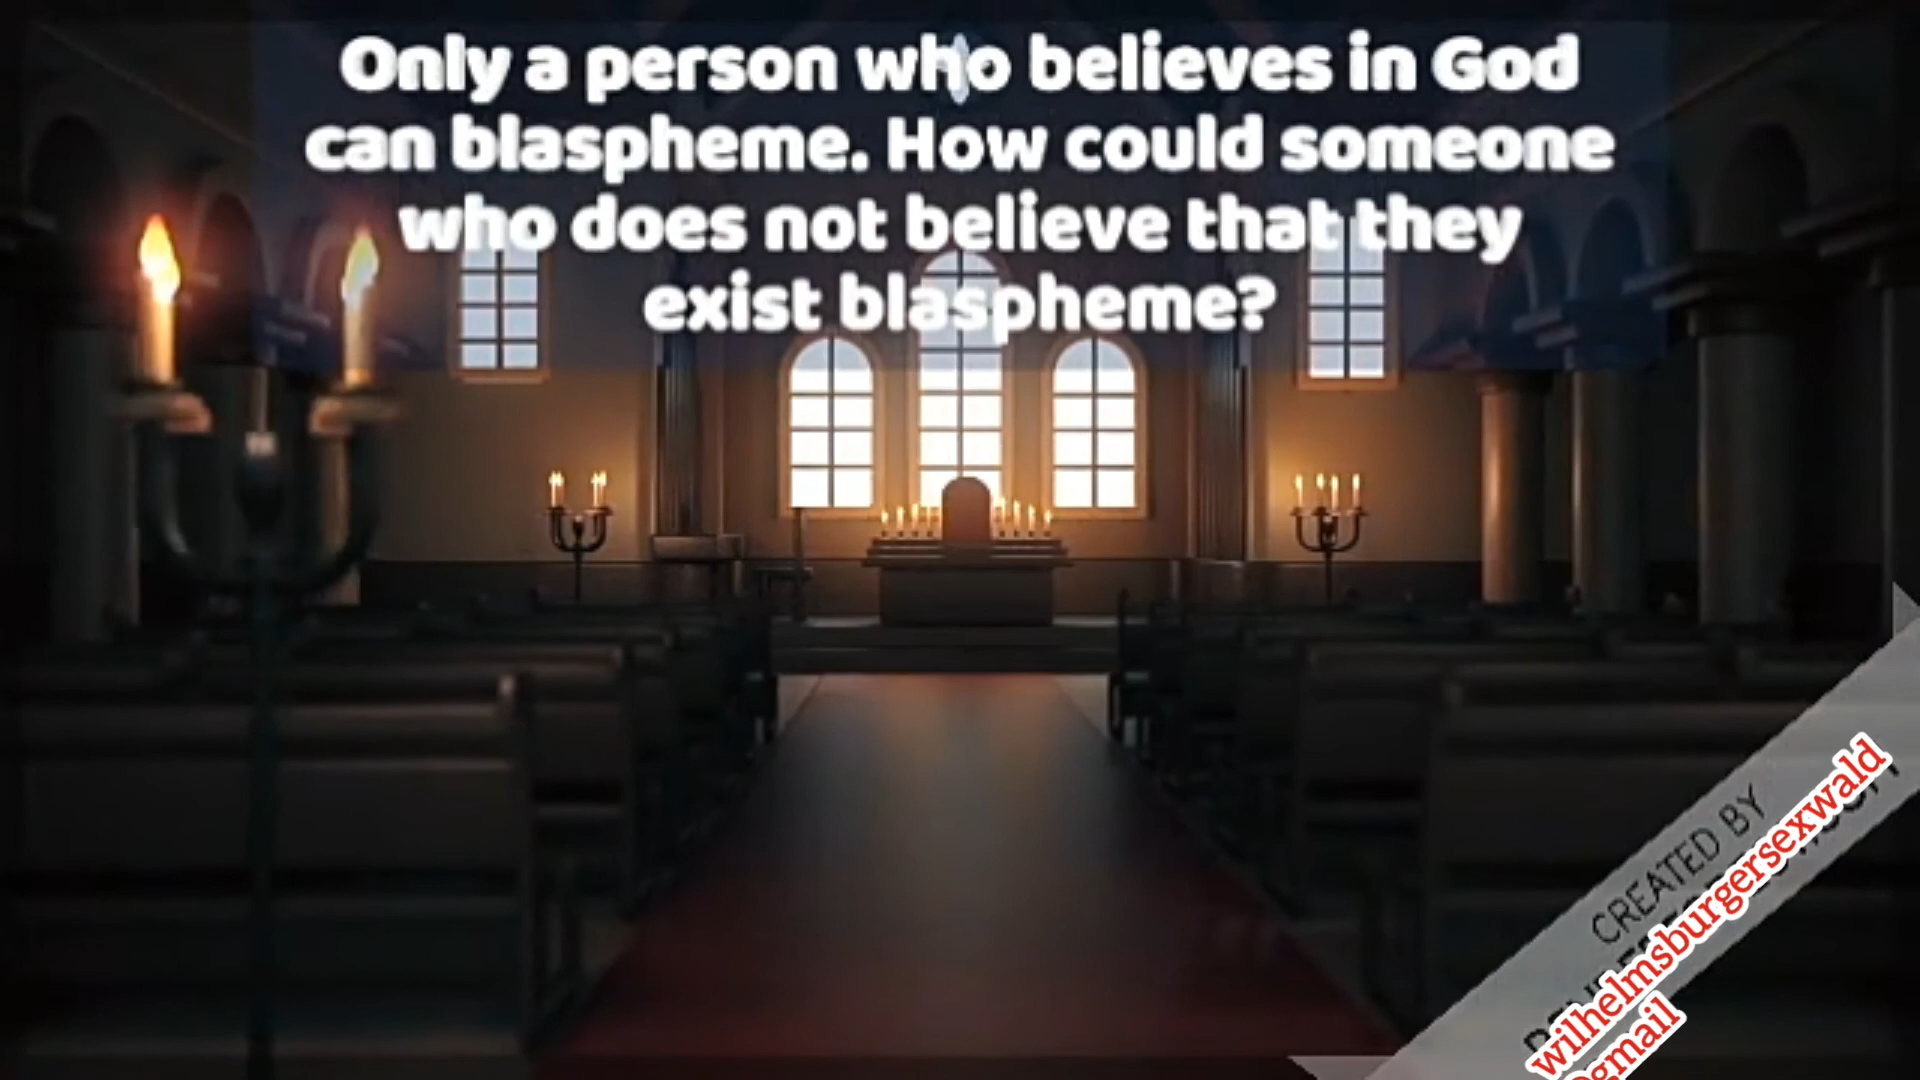 Only a person who believes in God
can blaspheme. How could someone
who does not believe that they
exist blaspheme?
CREATED BY
wilhelmsburgersexwald
@gmail